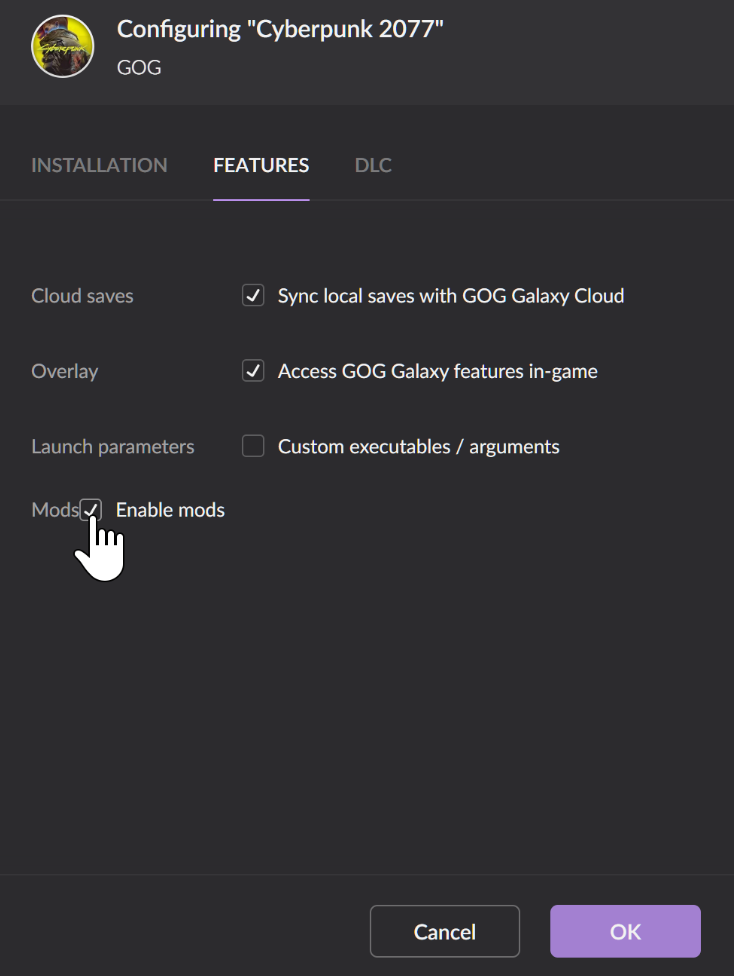 Configuring "Cyberpunk 2077"
GOG
INSTALLATION FEATURES DLC
Cloud saves Sync local saves with GOG Galaxy Cloud
Overlay Access GOG Galaxy features in-game
Launch parameters Custom executables / arguments
Mods Enable mods
Cancel OK